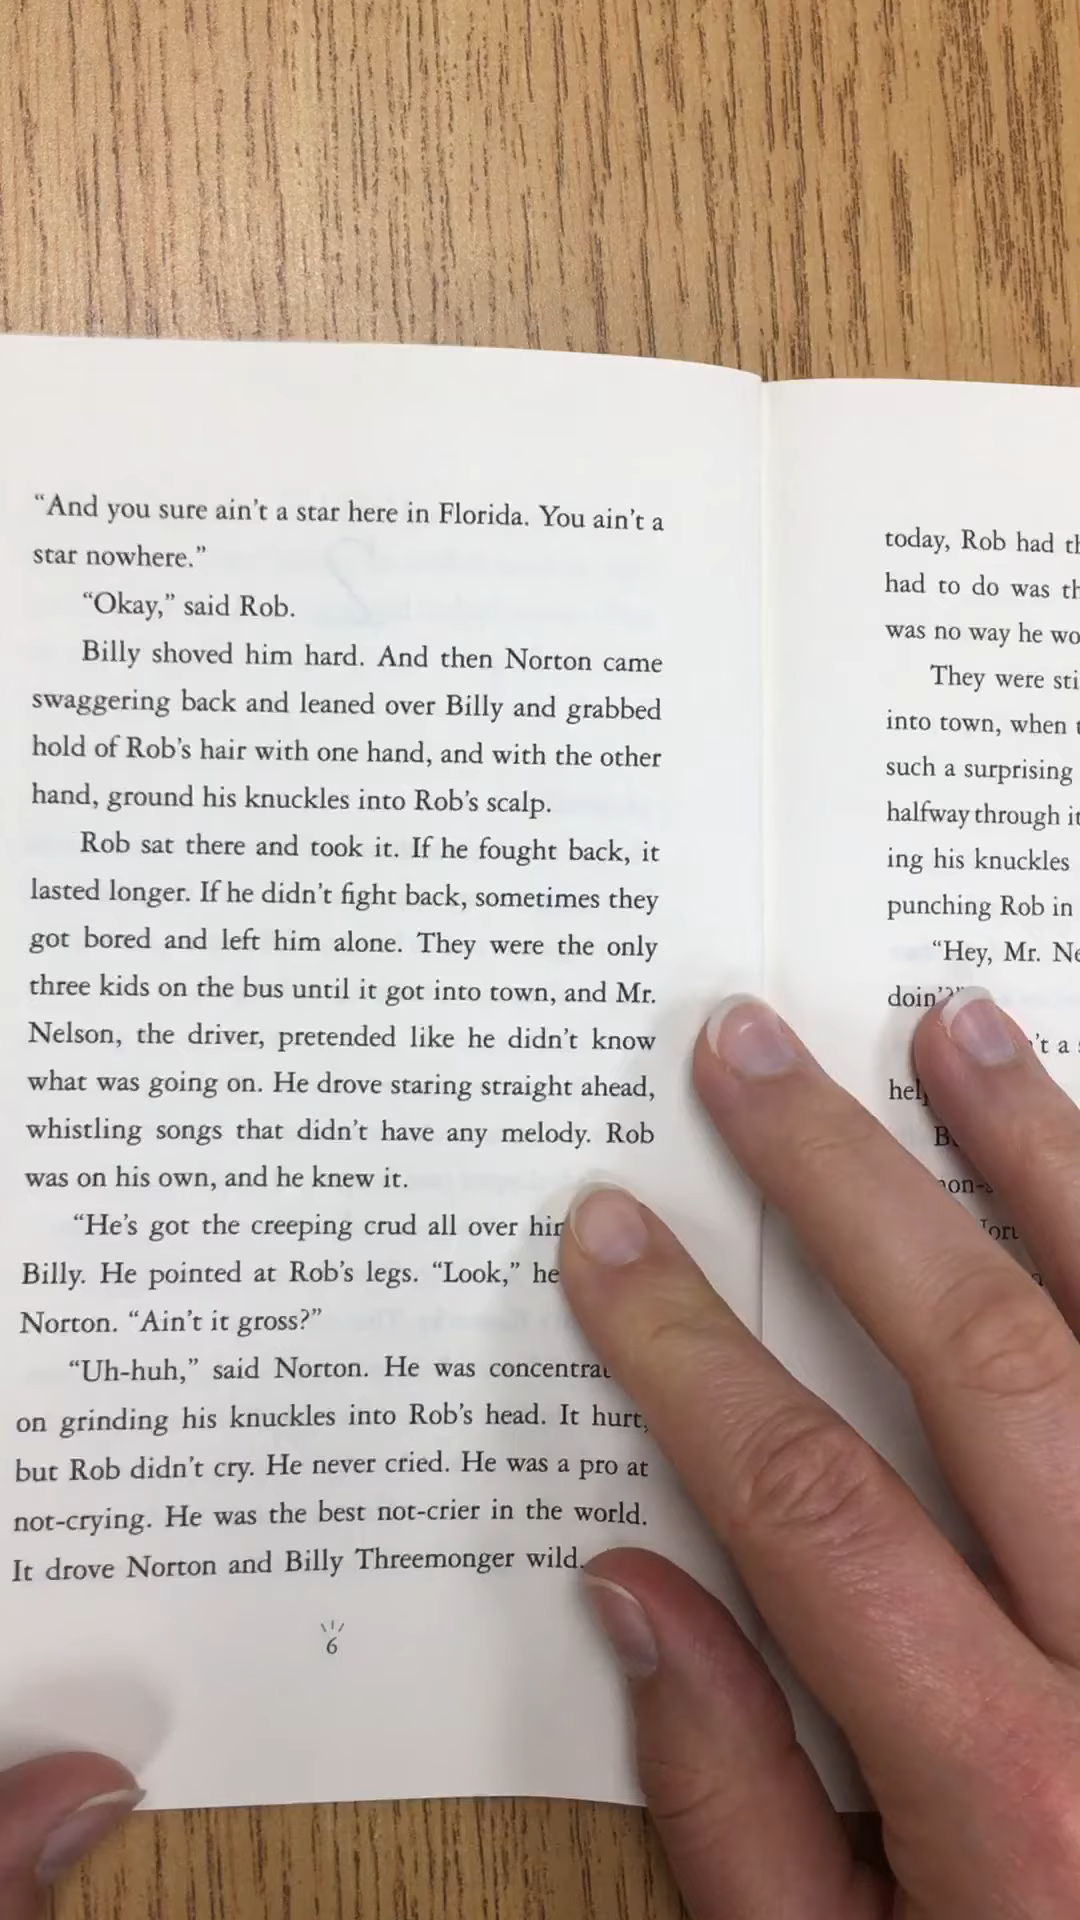 “And you sure ain’t a star here in Florida. You ain’t a
star nowhere.”
“Okay,” said Rob.
Billy shoved him hard. And then Norton came
swaggering back and leaned over Billy and grabbed
hold of Rob’s hair with one hand, and with the other
hand, ground his knuckles into Rob’s scalp.
Rob sat there and took it. If he fought back, it
lasted longer. If he didn’t fight back, sometimes they
got bored and left him alone. They were the only
three kids on the bus until it got into town, and Mr.
Nelson, the driver, pretended like he didn’t know
what was going on. He drove staring straight ahead,
whistling songs that didn’t have any melody. Rob
was on his own, and he knew it.
“He’s got the creeping crud all over
Billy. He pointed at Rob’s legs. “Look,” he
Norton. “Ain’t it gross?”
“Uh-huh,” said Norton. He was
on grinding his knuckles into Rob’s head. It hurt,
but Rob didn’t cry. He never cried. He was a pro at
not-crying. He was the best not-crier in the world.
It drove Norton and Billy Threemonger wild.
6
today, Rob had
had to do was
was no way he
They were
into town, when
such a surprising
halfway through
ing his knuckles
punching Rob in
“Hey, Mr.
doin’?”
a